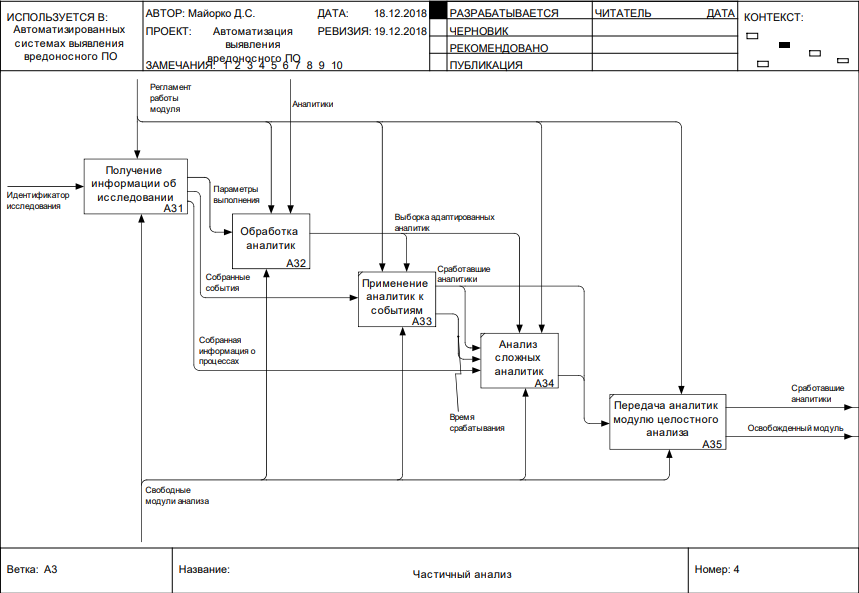 ИСПОЛЬЗУЕТСЯ В:
Автоматизированных
системах выявления
вредоносного ПО
АВТОР: Майорко Д.С.
ДАТА: 18.12.2018
ПРОЕКТ: Автоматизация
выявления
вредоносного ПО
РЕВИЗИЯ: 19.12.2018
ЗАМЕЧАНИЯ: 1 2 3 4 5 6 7 8 9 10
РАЗРАБАТЫВАЕТСЯ
ЧЕРНОВИК
РЕКОМЕНДОВАНО
ПУБЛИКАЦИЯ
ЧИТАТЕЛЬ ДАТА
КОНТЕКСТ:
Регламент
работы
модуля
Аналитики
Идентификатор
исследования
Получение
информации об
исследовании
A31
Параметры
выполнения
Обработка
аналитик
A32
Выборка адаптированных
аналитик
Собранные
события
Применение
аналитик к
событиям
A33
Сработавшие
аналитики
Собранная
информация о
процессах
Анализ
сложных
аналитик
A34
Время
срабатывания
Передача аналитик
модулю целостного
анализа
A35
Сработавшие
аналитики
Освобожденный модуль
Свободные
модули анализа
Ветка: A3
Название:
Частичный анализ
Номер: 4